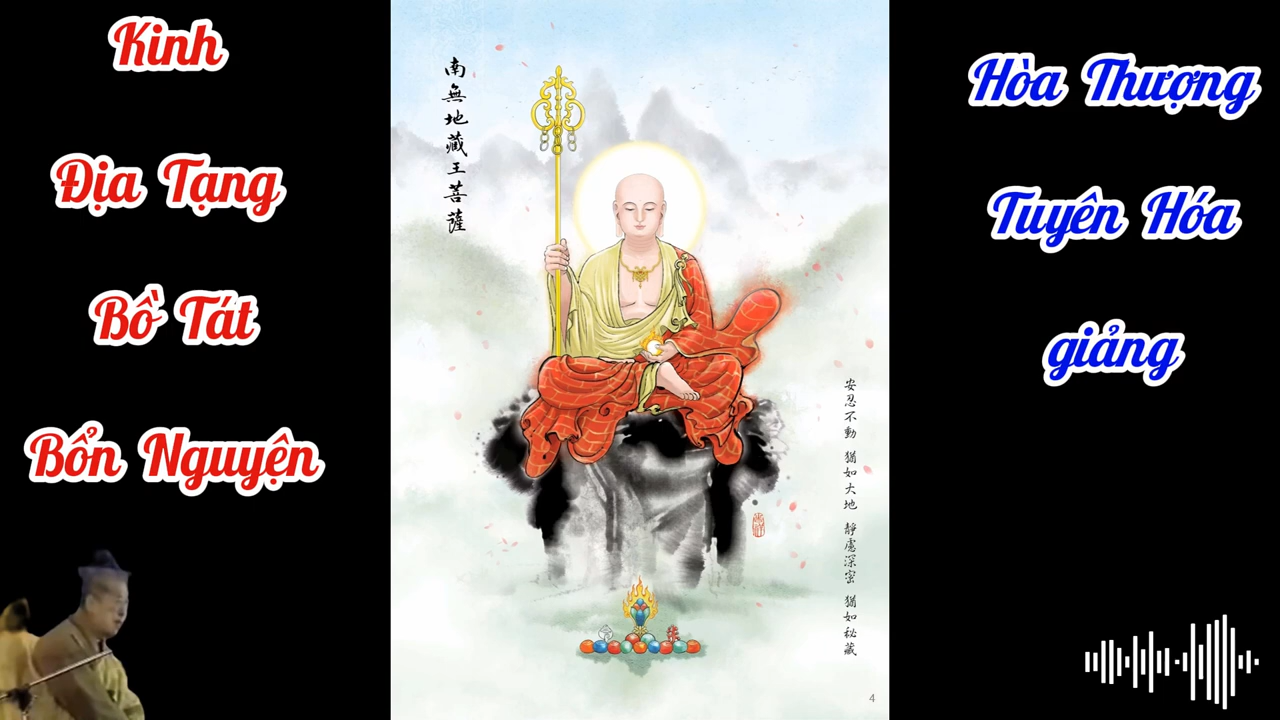 Kinh
Địa Tạng
Bồ Tát
Bổn Nguyện
南無地藏王菩薩
Hòa Thượng
Tuyên Hóa
giảng
安忍不動 猶如大地 靜慮深密 猶如秘藏
4